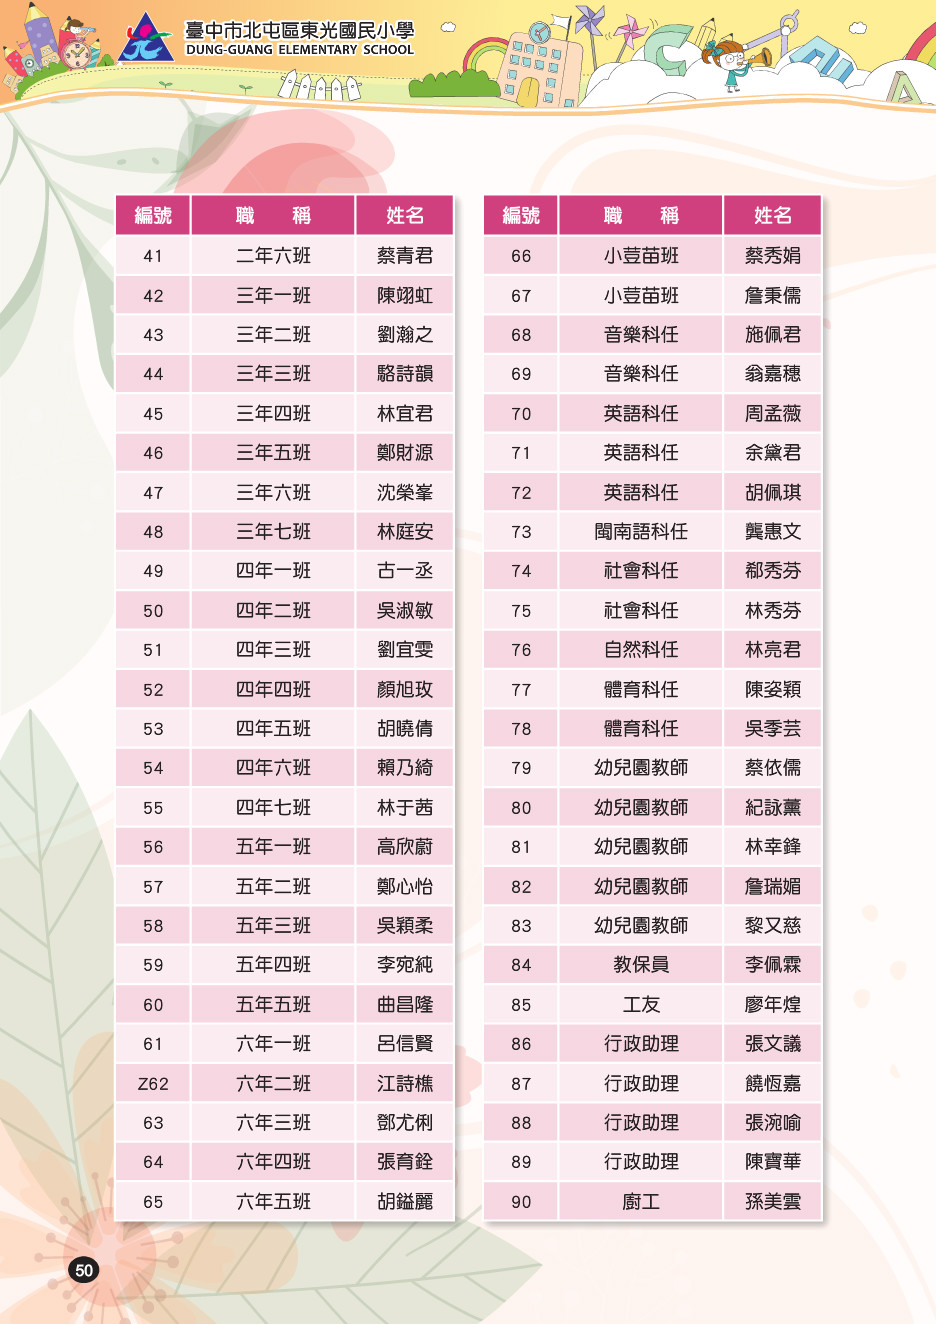 臺中市北屯區東光國民小學
DUNG-GUANG ELEMENTARY SCHOOL
編號 職 稱 姓名
41 二年六班 蔡青君
42 三年一班 陳翊虹
43 三年二班 劉瀚之
44 三年三班 駱詩韻
45 三年四班 林宜君
46 三年五班 鄭財源
47 三年六班 沈榮峯
48 三年七班 林庭安
49 四年一班 古一丞
50 四年二班 吳淑敏
51 四年三班 劉宜雯
52 四年四班 顏旭玫
53 四年五班 胡曉倩
54 四年六班 賴乃綺
55 四年七班 林于茜
56 五年一班 高欣蔚
57 五年二班 鄭心怡
58 五年三班 吳穎柔
59 五年四班 李宛純
60 五年五班 曲昌隆
61 六年一班 呂信賢
Z62 六年二班 江詩樵
63 六年三班 鄧尤俐
64 六年四班 張育銓
65 六年五班 胡鎰麗
編號 職 稱 姓名
66 小荳苗班 蔡秀娟
67 小荳苗班 詹秉儒
68 音樂科任 施佩君
69 音樂科任 翁嘉穗
70 英語科任 周孟薇
71 英語科任 余黛君
72 英語科任 胡佩琪
73 閩南語科任 龔惠文
74 社會科任 郗秀芬
75 社會科任 林秀芬
76 自然科任 林亮君
77 體育科任 陳姿穎
78 體育科任 吳季芸
79 幼兒園教師 蔡依儒
80 幼兒園教師 紀詠薰
81 幼兒園教師 林幸鋒
82 幼兒園教師 詹瑞媚
83 幼兒園教師 黎又慈
84 教保員 李佩霖
85 工友 廖年煌
86 行政助理 張文議
87 行政助理 饒恆嘉
88 行政助理 張涴喻
89 行政助理 陳寶華
90 廚工 孫美雲
50